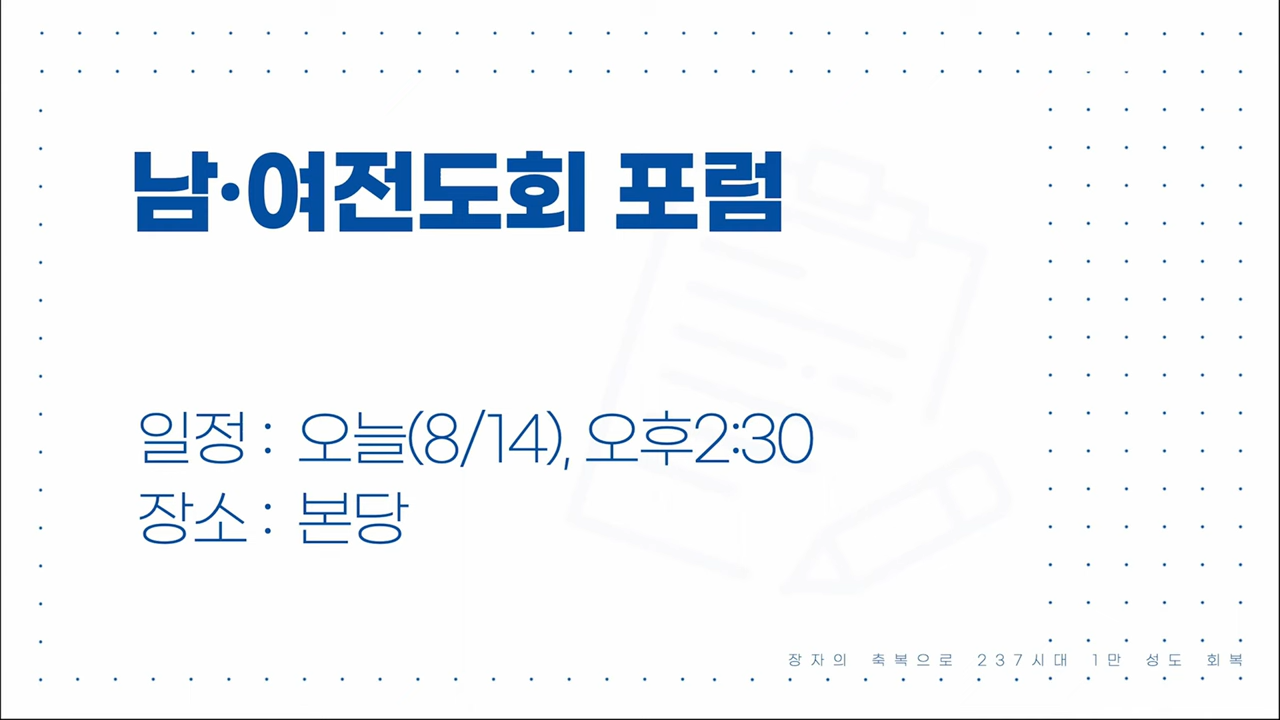 남·여전도회 포럼
일정 : 오늘(8/14), 오후2:30
장소 : 본당
장자의 축복으로 237시대 1만 성도 회복